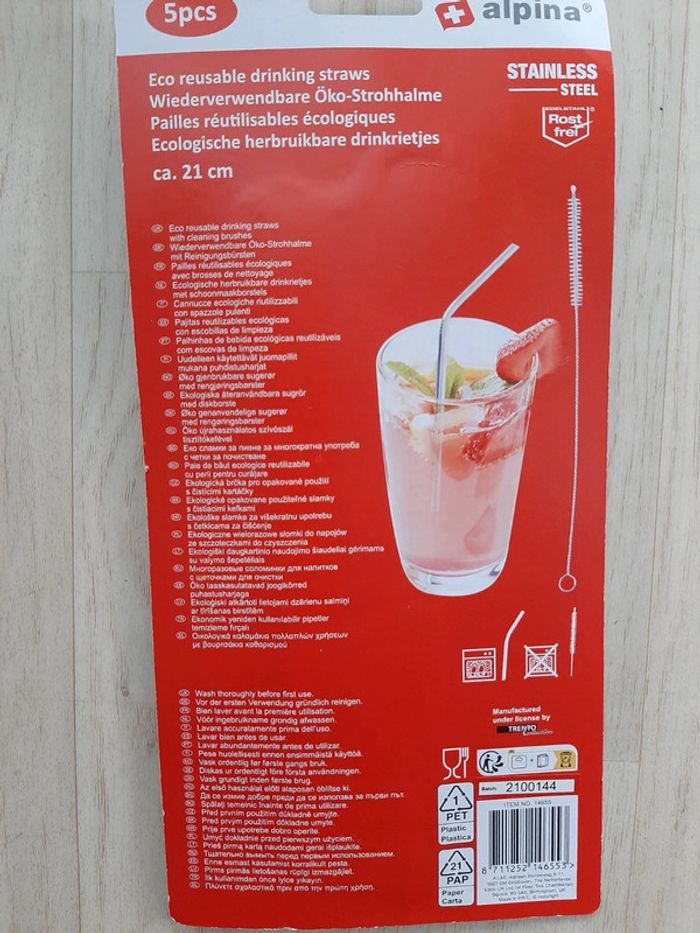 5pcs
alpina®
Eco reusable drinking straws
Wiederverwendbare Öko-Strohhalme
Pailles réutilisables écologiques
Ecologische herbruikbare drinkrietjes
ca. 21 cm
STAINLESS
STEEL
EDELSTAHL®
Rost
frei
Eco reusable drinking straws
with cleaning brushes
Wiederverwendbare Öko-Strohhalme
mit Reinigungsbürsten
Pailles réutilisables écologiques
avec brosses de nettoyage
Ecologische herbruikbare drinkrietjes
met schoonmaakborstels
Cannucce ecologiche riutilizzabili
con spazzole pulenti
Pajitas reutilizables ecológicas
con escobillas de limpieza
Palhinhas de bebida ecológicas reutilizáveis
com escovas de limpeza
Uudelleen käytettävät juomapillit
mukana puhdistusharjat
Øko gjenbrukbare sugerør
med rengjøringsbørster
Ekologiska återanvändbara sugrör
med diskborste
Øko genanvendelige sugerør
med rengøringsbørster
Öko újrahasználatos szívószál
tisztítókefével
Еко сламки за пиене за многократна употреба
с четки за почистване
Paie de băut ecologice reutilizabile
cu perii pentru curățare
Ekologická brčka pro opakované použití
s čisticími kartáčky
Ekologické opakovane použiteľné slamky
s čistiacimi kefkami
Ekološke slamke za višekratnu upotrebu
s četkicama za čišćenje
Ekologiczne wielorazowe słomki do napojów
ze szczoteczkami do czyszczenia
Ekologiški daugkartinio naudojimo šiaudeliai gėrimams
su valymo šepetėliais
Многоразовые соломинки для напитков
с щеточками для очистки
Öko taaskasutatavad joogikõrred
puhastusharjaga
Ekoloģiski atkārtoti lietojami dzērienu salmiņi
ar tīrīšanas birstītēm
Ekonomik yeniden kullanılabilir pipetler
temizleme fırçalı
Οικολογικά καλαμάκια πολλαπλών χρήσεων
με βουρτσάκια καθαρισμού
Manufactured
under license by
TRENTO
Wash thoroughly before first use.
Vor der ersten Verwendung gründlich reinigen.
Bien laver avant la première utilisation.
Vóór ingebruikname grondig afwassen.
Lavare accuratamente prima dell'uso.
Lavar bien antes de usar.
Lavar abundantemente antes de utilizar.
Pese huolellisesti ennen ensimmäistä käyttöä.
Vask ordentlig før første gangs bruk.
Diskas ur ordentligt före första användningen.
Vask grundigt inden første brug.
Az első használat előtt alaposan öblítse ki.
Да се измие добре преди да се използва за първи път.
Spălați temeinic înainte de prima utilizare.
Před prvním použitím důkladně umyjte.
Pred prvým použitím dôkladne umyte.
Prije prve upotrebe dobro operite.
Umyć dokładnie przed pierwszym użyciem.
Prieš pirmą kartą naudodami gerai išplaukite.
Тщательно вымыть перед первым использованием.
Enne esmast kasutamist korralikult pesta.
Pirms pirmās lietošanas rūpīgi izmazgājiet.
İlk kullanımdan önce iyice yıkayın.
Πλύνετε σχολαστικά πριν από την πρώτη χρήση.
Batch: 2100144
1
PET
Plastic
Plastica
21
PAP
Paper
Carta
ITEM NO. 14655
8 711252 146553